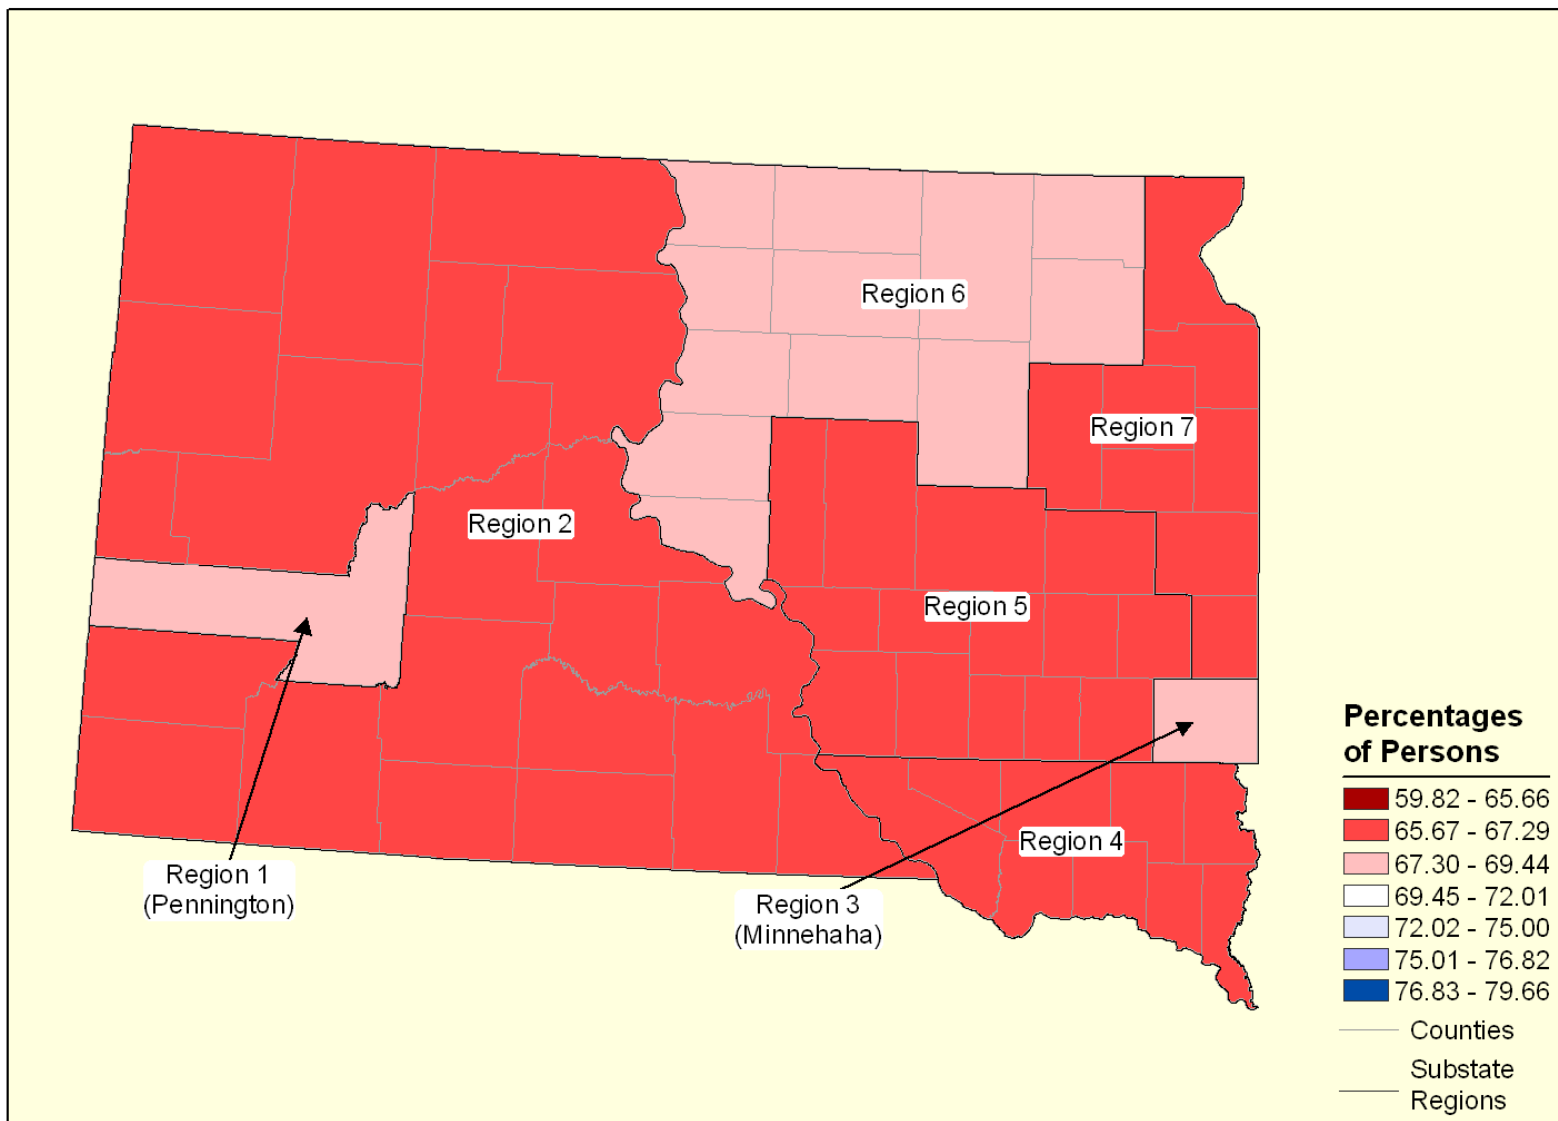 Region 6
Region 7
Region 2
Region 5
Region 4
Region 1
(Pennington)
Region 3
(Minnehaha)
Percentages
of Persons
59.82 - 65.66
65.67 - 67.29
67.30 - 69.44
69.45 - 72.01
72.02 - 75.00
75.01 - 76.82
76.83 - 79.66
Counties
Substate
Regions